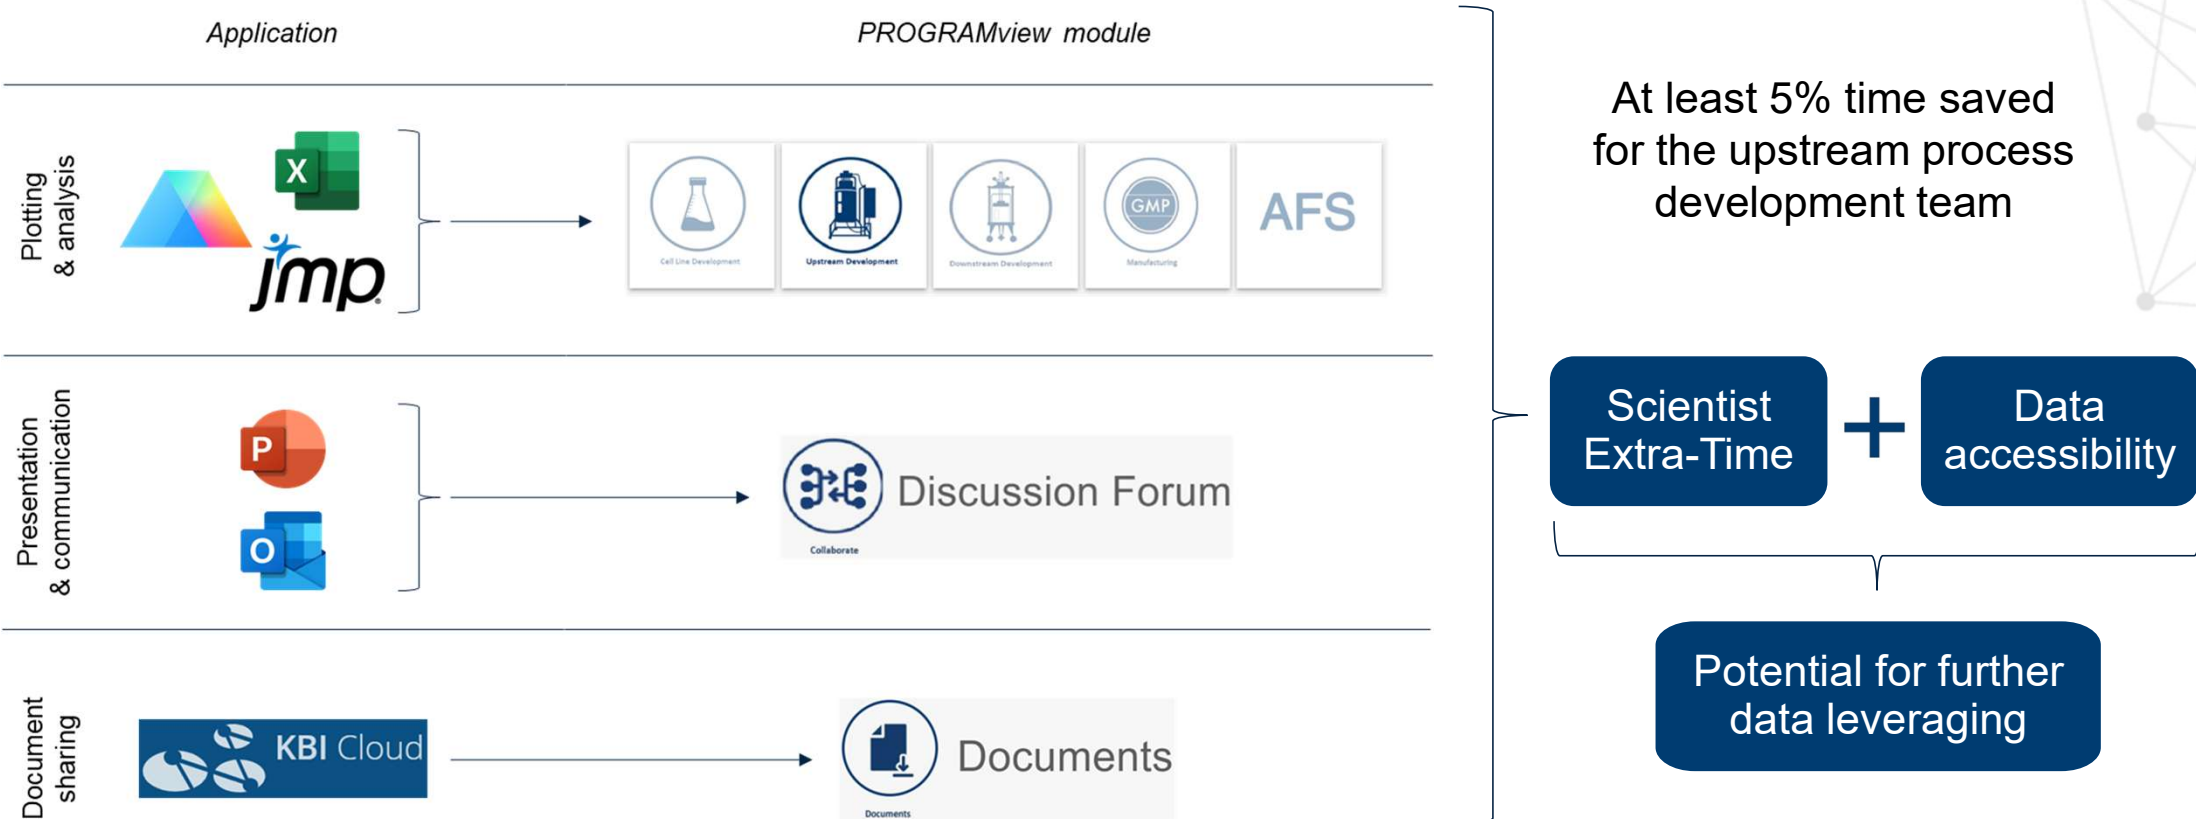 Application
PROGRAMview module
Plotting
& analysis
X
jmp
Cell Line Development
Upstream Development
Downstream Development
GMP
Manufacturing
AFS
Presentation
& communication
P
O
Collaborate
Discussion Forum
Document
sharing
KBI Cloud
Documents
Documents
At least 5% time saved
for the upstream process
development team
Scientist
Extra-Time
+
Data
accessibility
Potential for further
data leveraging